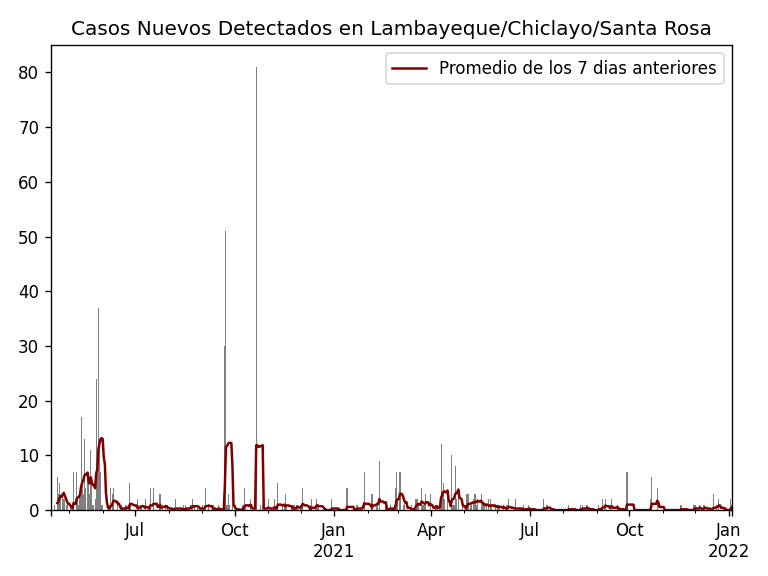 Casos Nuevos Detectados en Lambayeque/Chiclayo/Santa Rosa
Promedio de los 7 dias anteriores
80
70
60
50
40
30
20
10
0
Jul
Oct
Jan
2021
Apr
Jul
Oct
Jan
2022